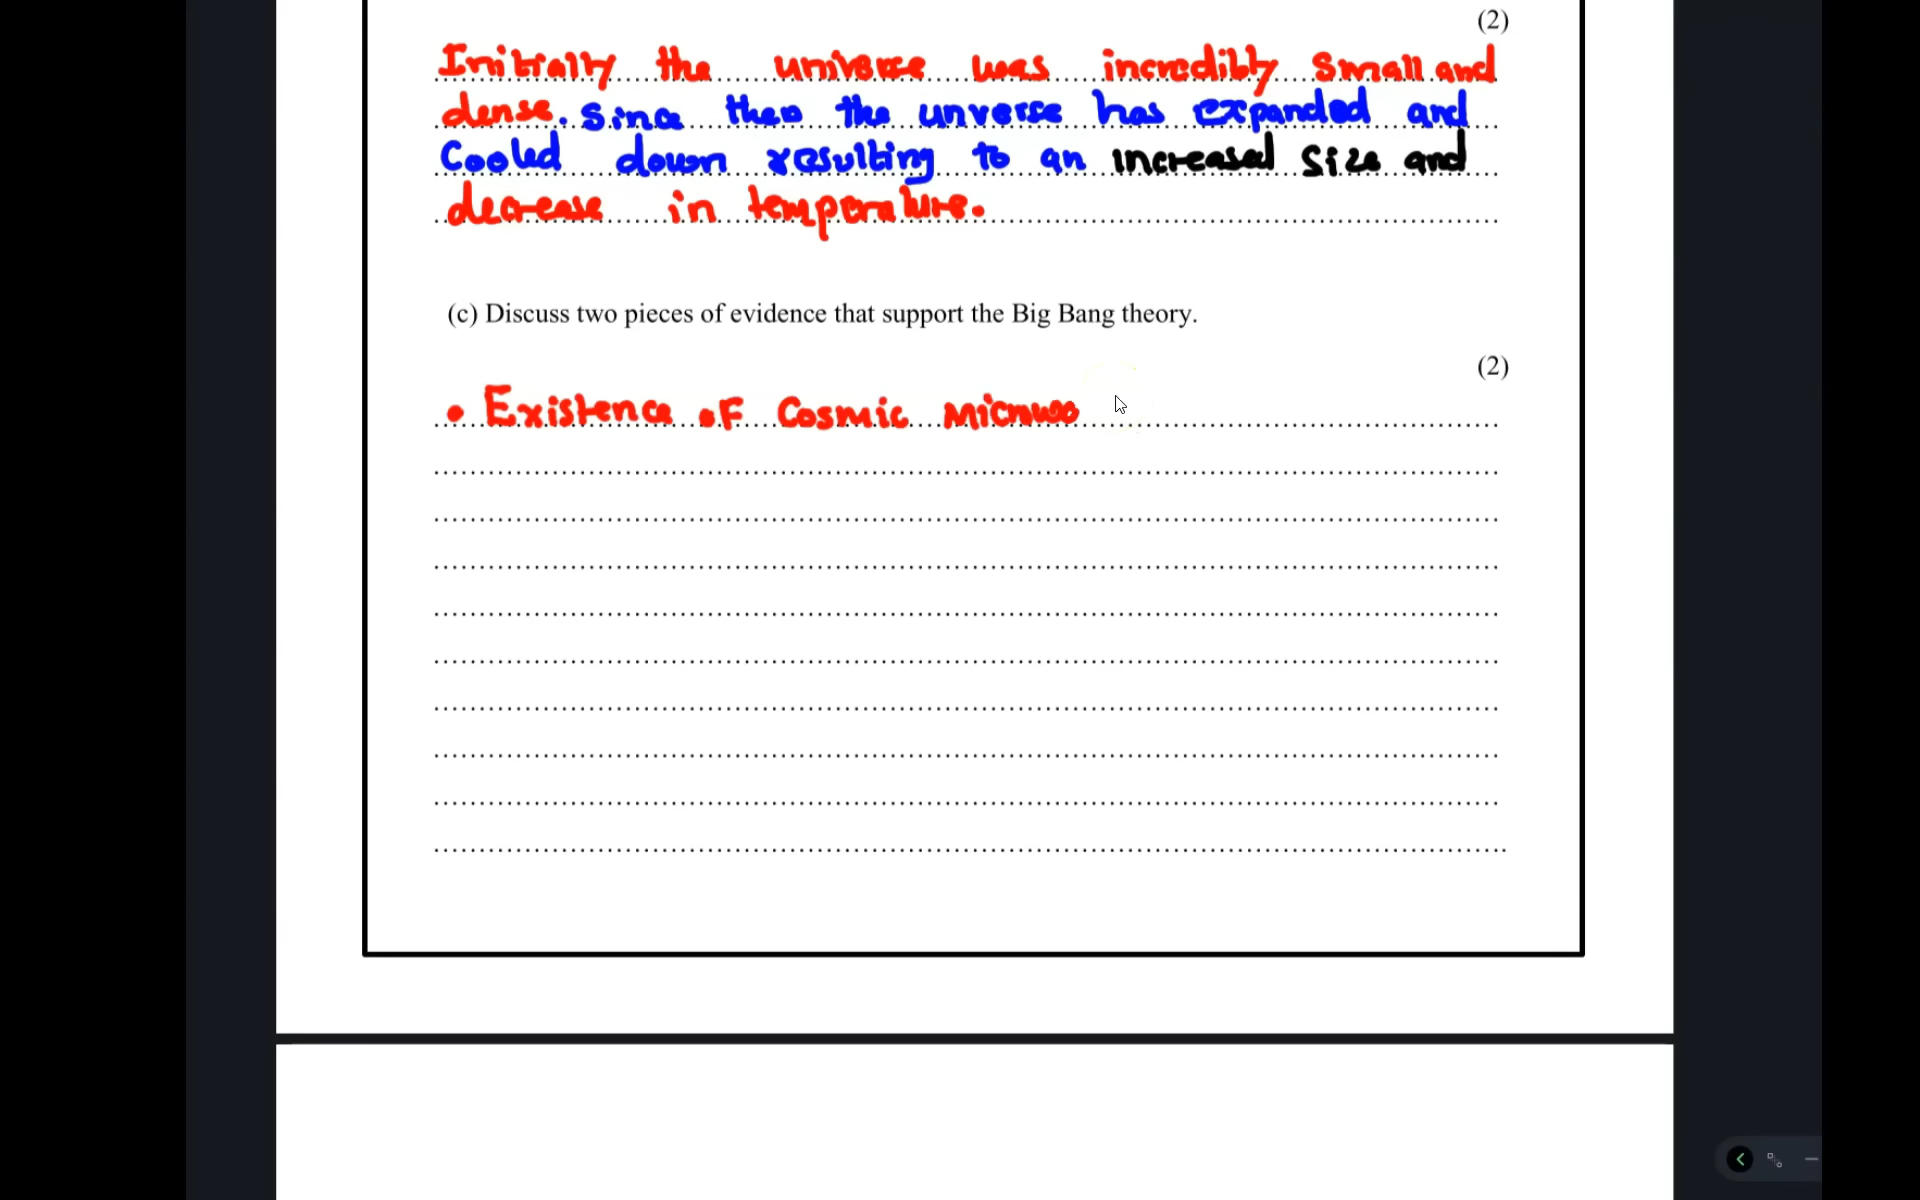 (2)
Initially the universe was incredibly small and
dense. Since then the unverse has expanded and
Cooled down resulting to an increased size and
decrease in temperature.
(c) Discuss two pieces of evidence that support the Big Bang theory.
(2)
• Existence of Cosmic Microwa